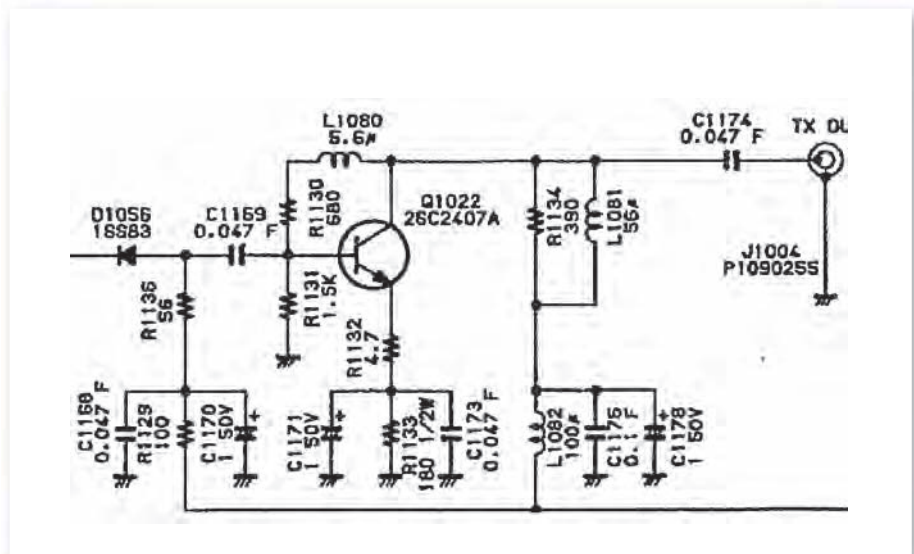 L1080
5.6μ
C1174
0.047 F
TX OU
R1130
680
Q1022
26C2407A
R1134
390
L1081
56μ
D1056
1SS83
C1169
0.047 F
J1004
P1090255
R1136
56
R1131
1.5K
R1132
4.7
C1168
0.047 F
R1129
100
C1170
1 50V
+
C1171
1 50V
+
R1133
180 1/2W
C1173
0.047 F
L1082
100μ
C1175
0.1 F
C1178
1 50V
+